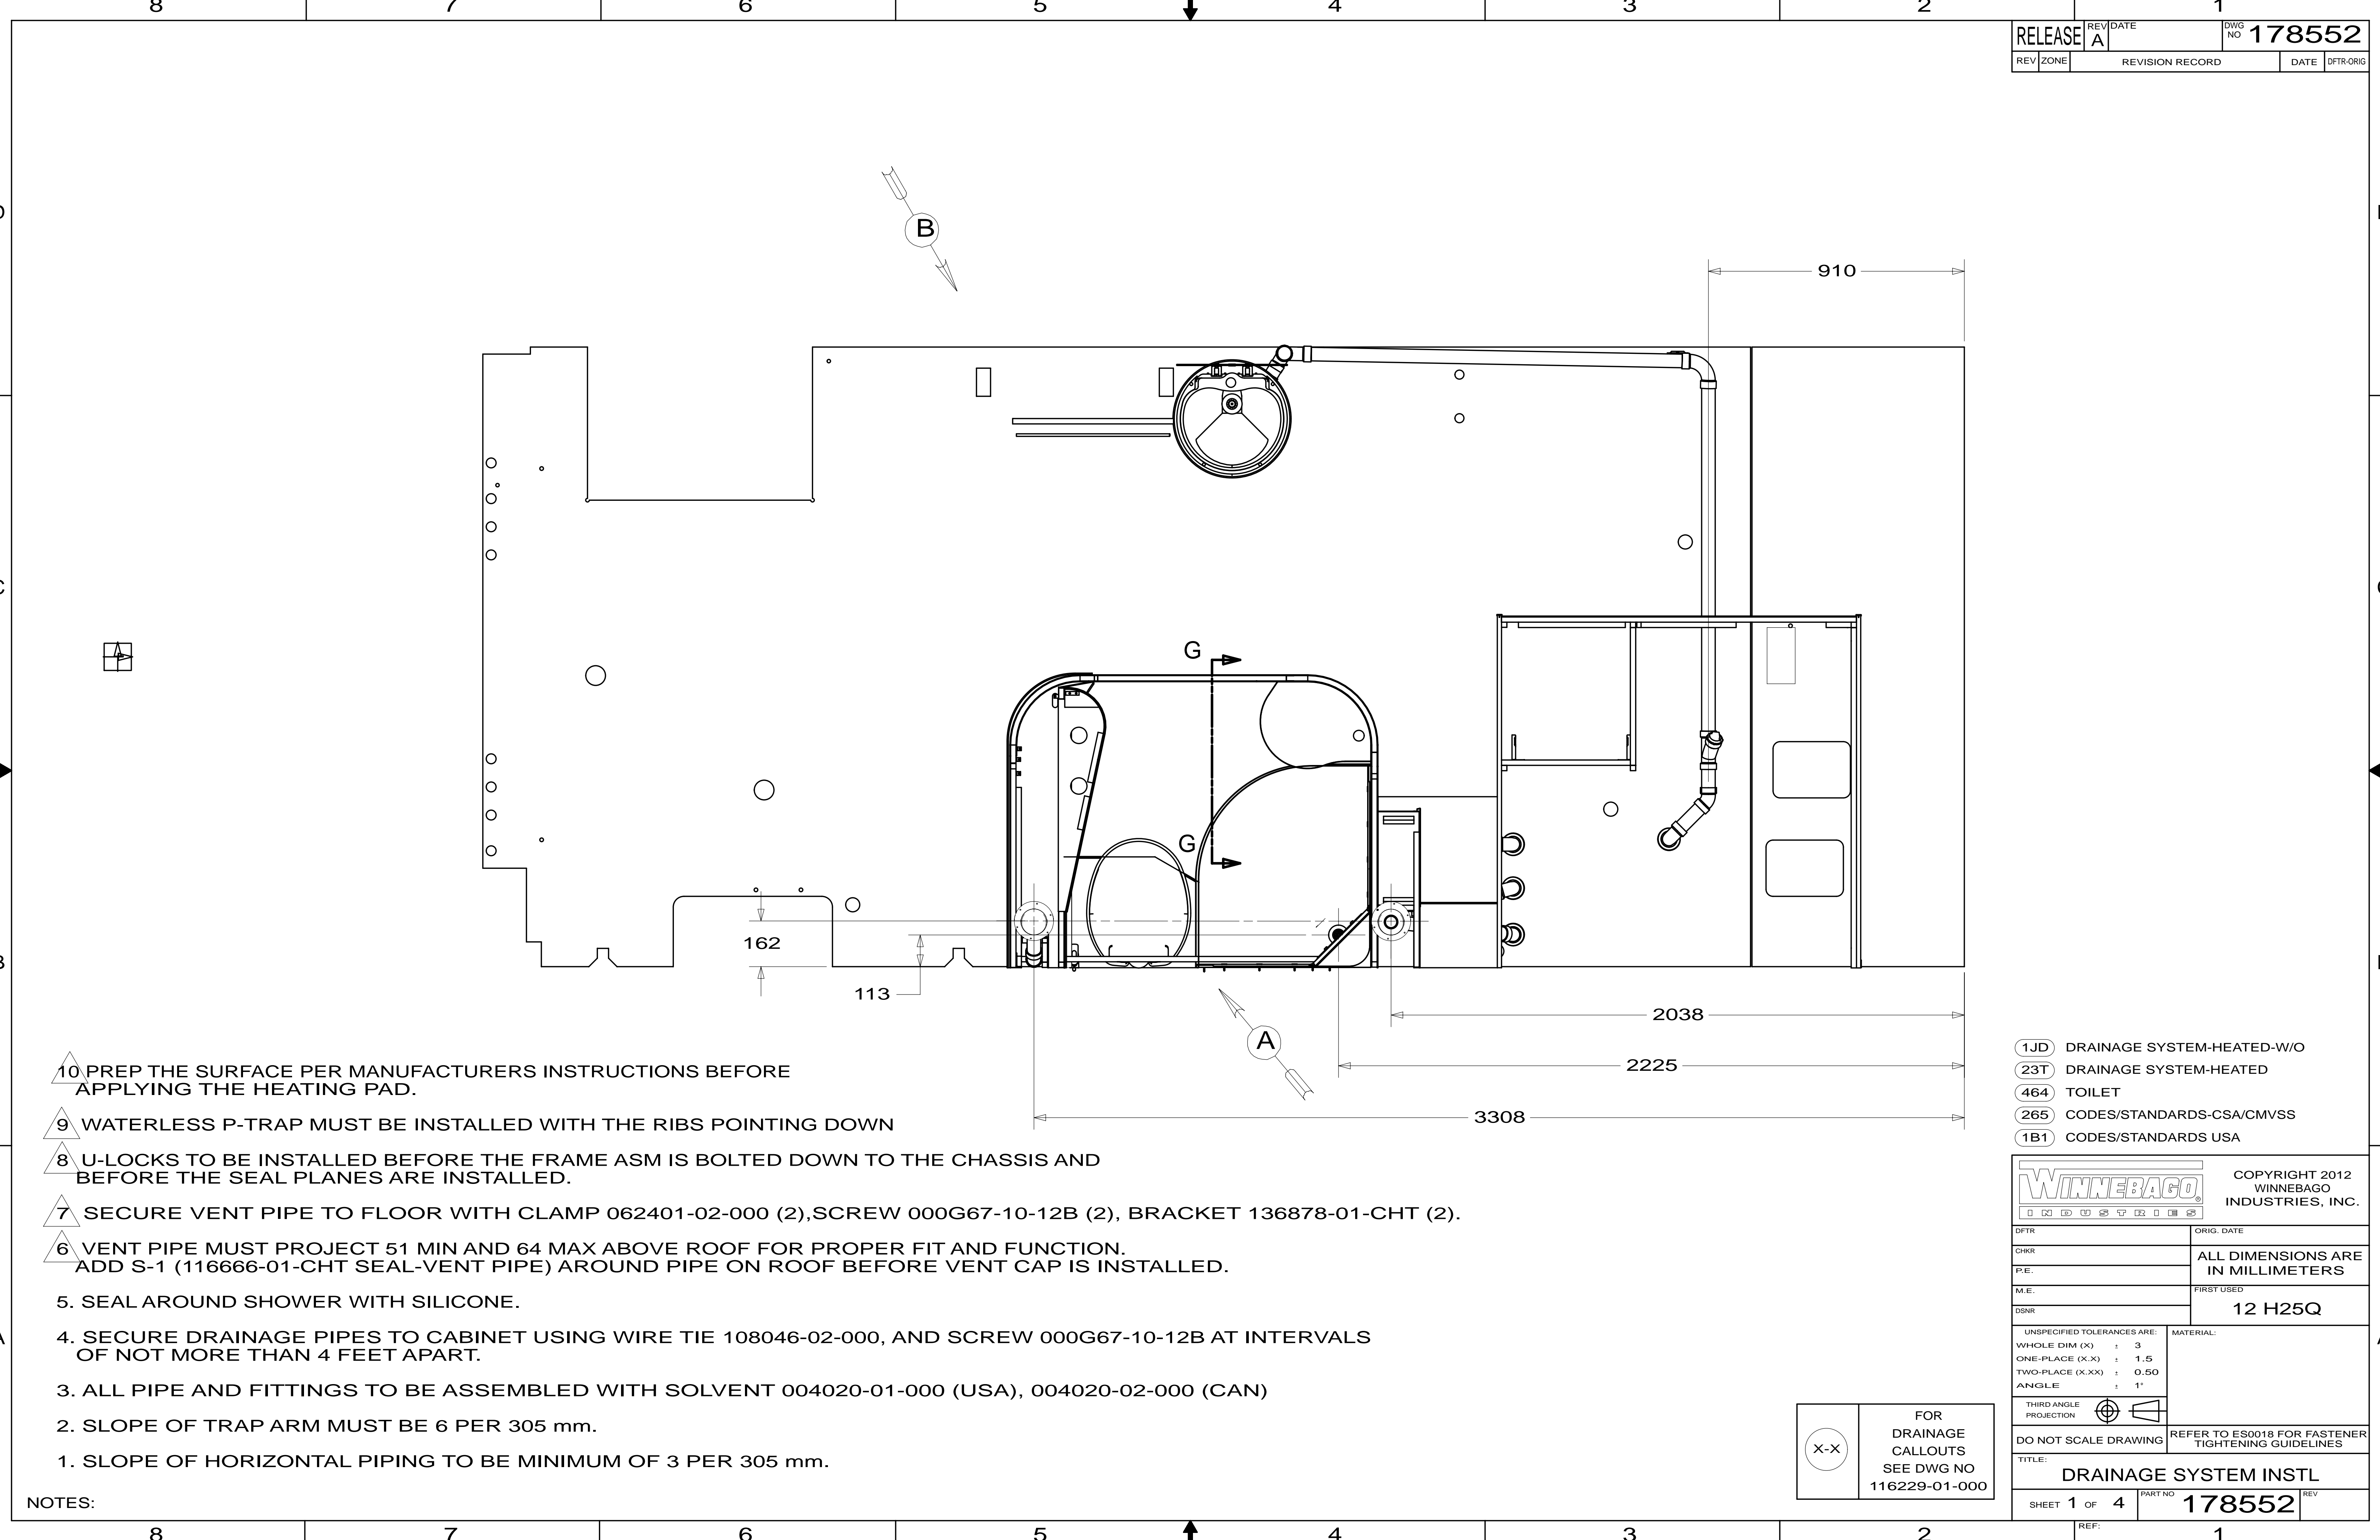 8 7 6 5 4 3 2 1
RELEASE
REV
A
DATE
DWG
NO
178552
REV ZONE REVISION RECORD DATE DFTR-ORIG
B
910
C
G
G
162
113
2038
A
2225
3308
10 PREP THE SURFACE PER MANUFACTURERS INSTRUCTIONS BEFORE
APPLYING THE HEATING PAD.
9 WATERLESS P-TRAP MUST BE INSTALLED WITH THE RIBS POINTING DOWN
8 U-LOCKS TO BE INSTALLED BEFORE THE FRAME ASM IS BOLTED DOWN TO THE CHASSIS AND
BEFORE THE SEAL PLANES ARE INSTALLED.
7 SECURE VENT PIPE TO FLOOR WITH CLAMP 062401-02-000 (2),SCREW 000G67-10-12B (2), BRACKET 136878-01-CHT (2).
6 VENT PIPE MUST PROJECT 51 MIN AND 64 MAX ABOVE ROOF FOR PROPER FIT AND FUNCTION.
ADD S-1 (116666-01-CHT SEAL-VENT PIPE) AROUND PIPE ON ROOF BEFORE VENT CAP IS INSTALLED.
5. SEAL AROUND SHOWER WITH SILICONE.
4. SECURE DRAINAGE PIPES TO CABINET USING WIRE TIE 108046-02-000, AND SCREW 000G67-10-12B AT INTERVALS
OF NOT MORE THAN 4 FEET APART.
3. ALL PIPE AND FITTINGS TO BE ASSEMBLED WITH SOLVENT 004020-01-000 (USA), 004020-02-000 (CAN)
2. SLOPE OF TRAP ARM MUST BE 6 PER 305 mm.
1. SLOPE OF HORIZONTAL PIPING TO BE MINIMUM OF 3 PER 305 mm.
NOTES:
X-X
FOR
DRAINAGE
CALLOUTS
SEE DWG NO
116229-01-000
1JD DRAINAGE SYSTEM-HEATED-W/O
23T DRAINAGE SYSTEM-HEATED
464 TOILET
265 CODES/STANDARDS-CSA/CMVSS
1B1 CODES/STANDARDS USA
WINNEBAGO®
INDUSTRIES
COPYRIGHT 2012
WINNEBAGO
INDUSTRIES, INC.
DFTR
ORIG. DATE
CHKR
ALL DIMENSIONS ARE
IN MILLIMETERS
P.E.
M.E.
FIRST USED
12 H25Q
DSNR
UNSPECIFIED TOLERANCES ARE:
WHOLE DIM (X) ± 3
ONE-PLACE (X.X) ± 1.5
TWO-PLACE (X.XX) ± 0.50
ANGLE ± 1°
MATERIAL:
THIRD ANGLE
PROJECTION
DO NOT SCALE DRAWING
REFER TO ES0018 FOR FASTENER
TIGHTENING GUIDELINES
TITLE:
DRAINAGE SYSTEM INSTL
SHEET 1 OF 4
PART NO
178552
REV
REF:
8 7 6 5 4 3 2 1